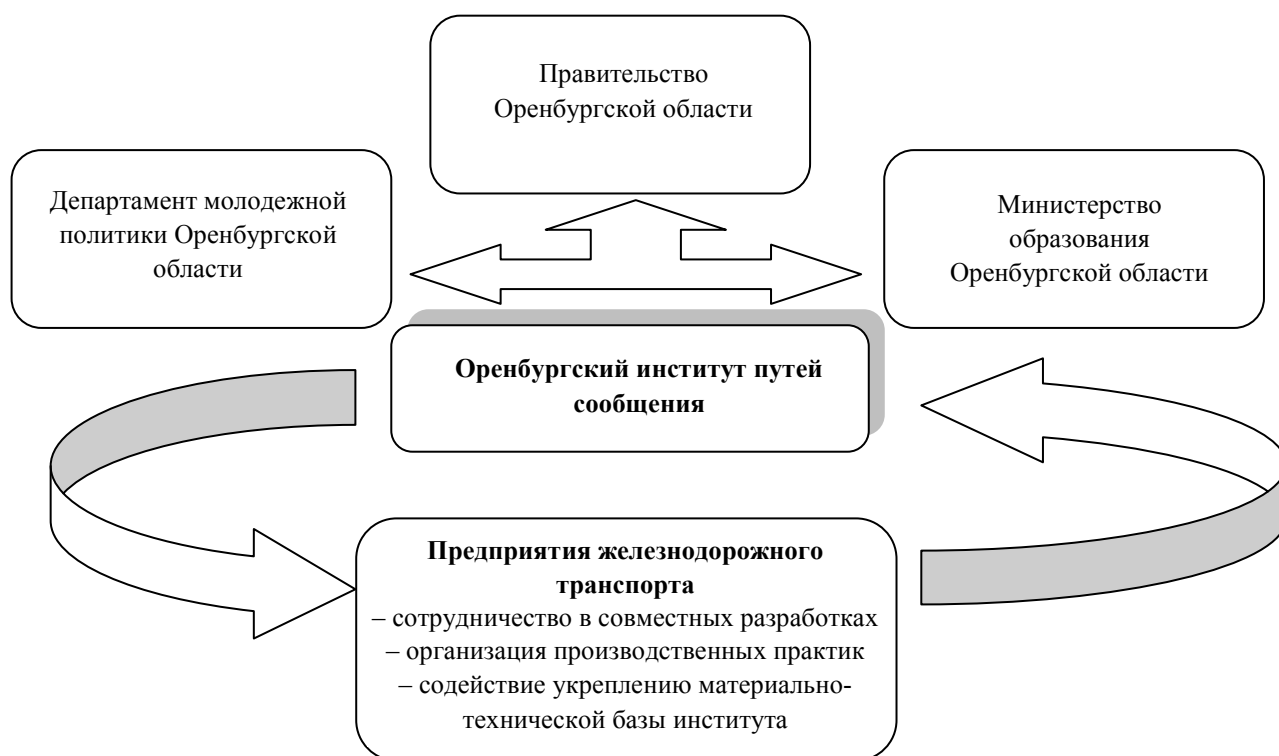 Правительство
Оренбургской области
Департамент молодежной
политики Оренбургской
области
Министерство
образования
Оренбургской области
Оренбургский институт путей
сообщения
Предприятия железнодорожного
транспорта
– сотрудничество в совместных разработках
– организация производственных практик
– содействие укреплению материально-
технической базы института